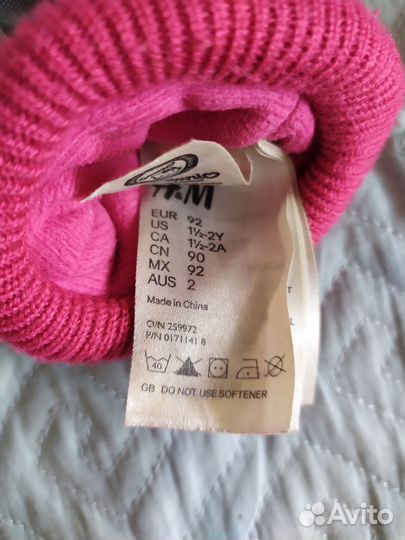 H&M
EUR 92
US 1½-2Y
CA 1½-2A
CN 90
MX 92
AUS 2
Made in China
O/N 259972
P/N 0171141 8
40
GB DO NOT USE SOFTENER
Avito